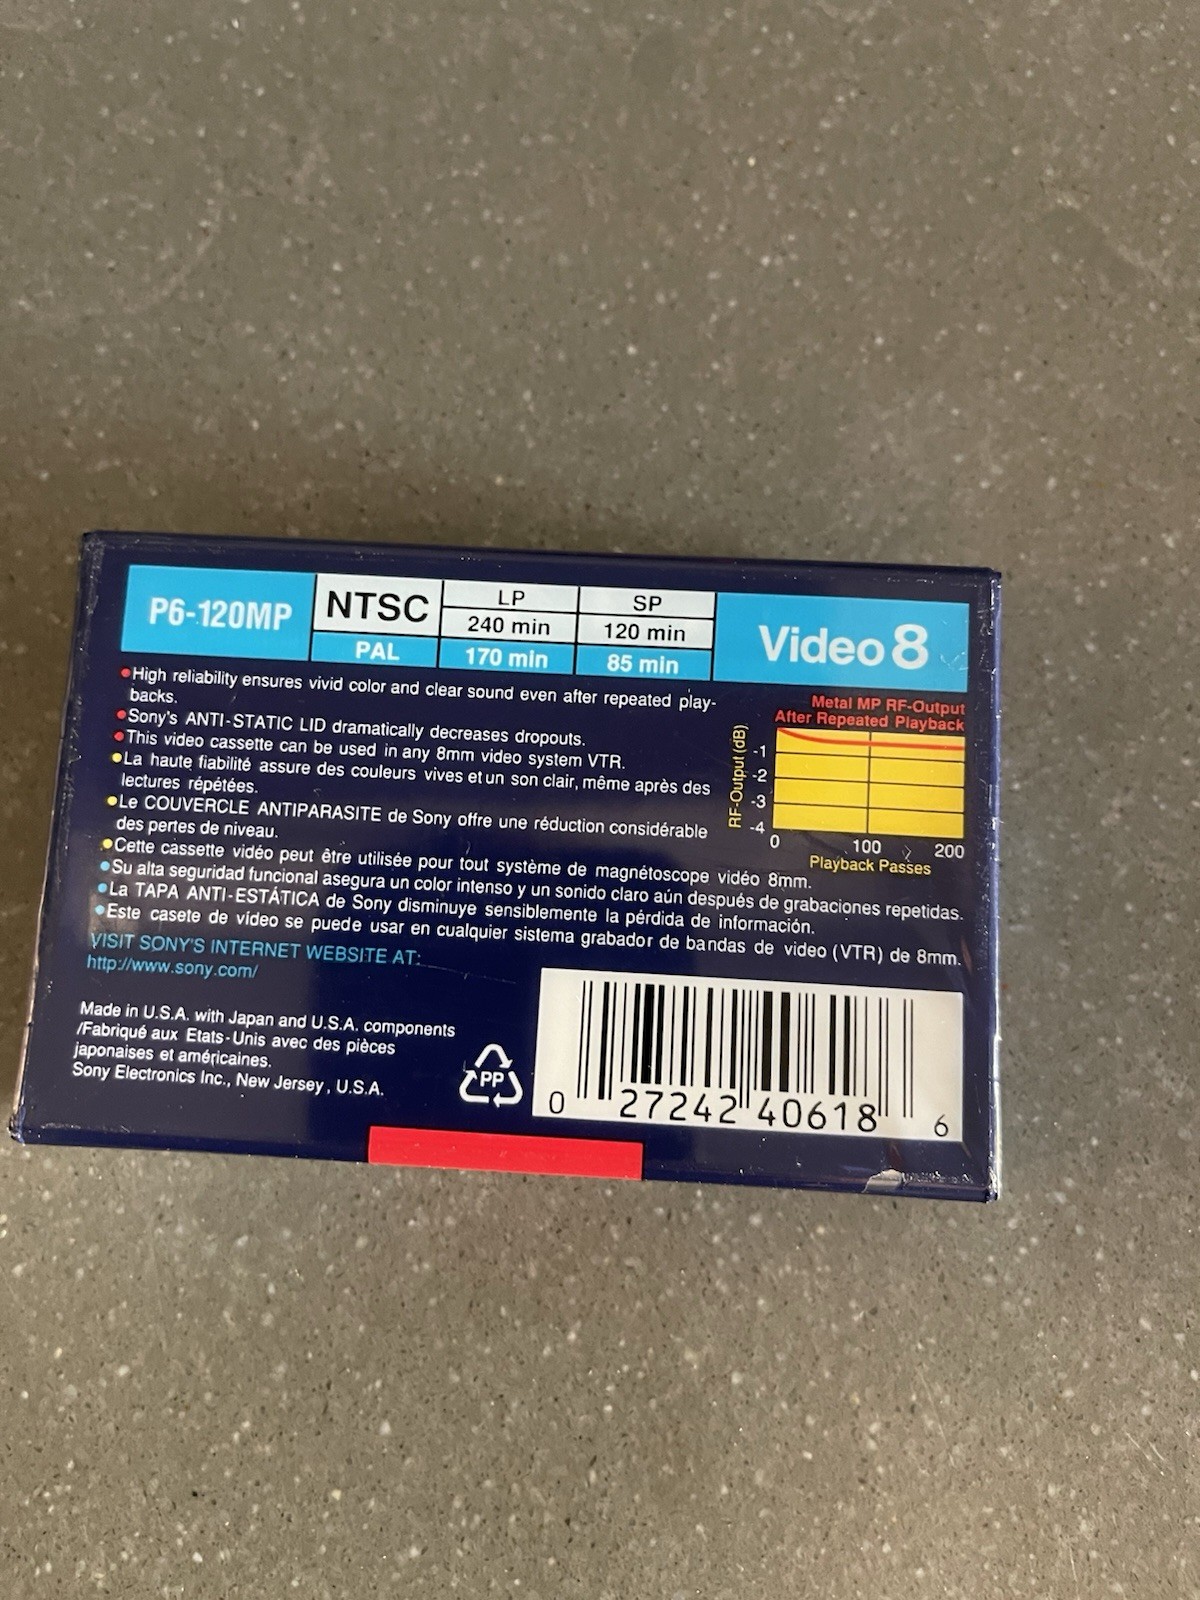 P6-120MP
NTSC
LP
SP
240 min
120 min
PAL
170 min
85 min
Video 8
•High reliability ensures vivid color and clear sound even after repeated play-
backs.
•Sony's ANTI-STATIC LID dramatically decreases dropouts.
•This video cassette can be used in any 8mm video system VTR.
•La haute fiabilité assure des couleurs vives et un son clair, même après des
lectures répétées.
•Le COUVERCLE ANTIPARASITE de Sony offre une réduction considérable
des pertes de niveau.
•Cette cassette vidéo peut être utilisée pour tout système de magnétoscope vidéo 8mm.
•Su alta seguridad funcional asegura un color intenso y un sonido claro aún después de grabaciones repetidas.
•La TAPA ANTI-ESTÁTICA de Sony disminuye sensiblemente la pérdida de información.
•Este casete de video se puede usar en cualquier sistema grabador de bandas de video (VTR) de 8mm.
Metal MP RF-Output
After Repeated Playback
RF-Output (dB)
-1
-2
-3
-4
0
100
200
Playback Passes
VISIT SONY'S INTERNET WEBSITE AT:
http://www.sony.com/
Made in U.S.A. with Japan and U.S.A. components
/Fabriqué aux Etats-Unis avec des pièces
japonaises et américaines.
Sony Electronics Inc., New Jersey, U.S.A.
PP
0 27242 40618 6